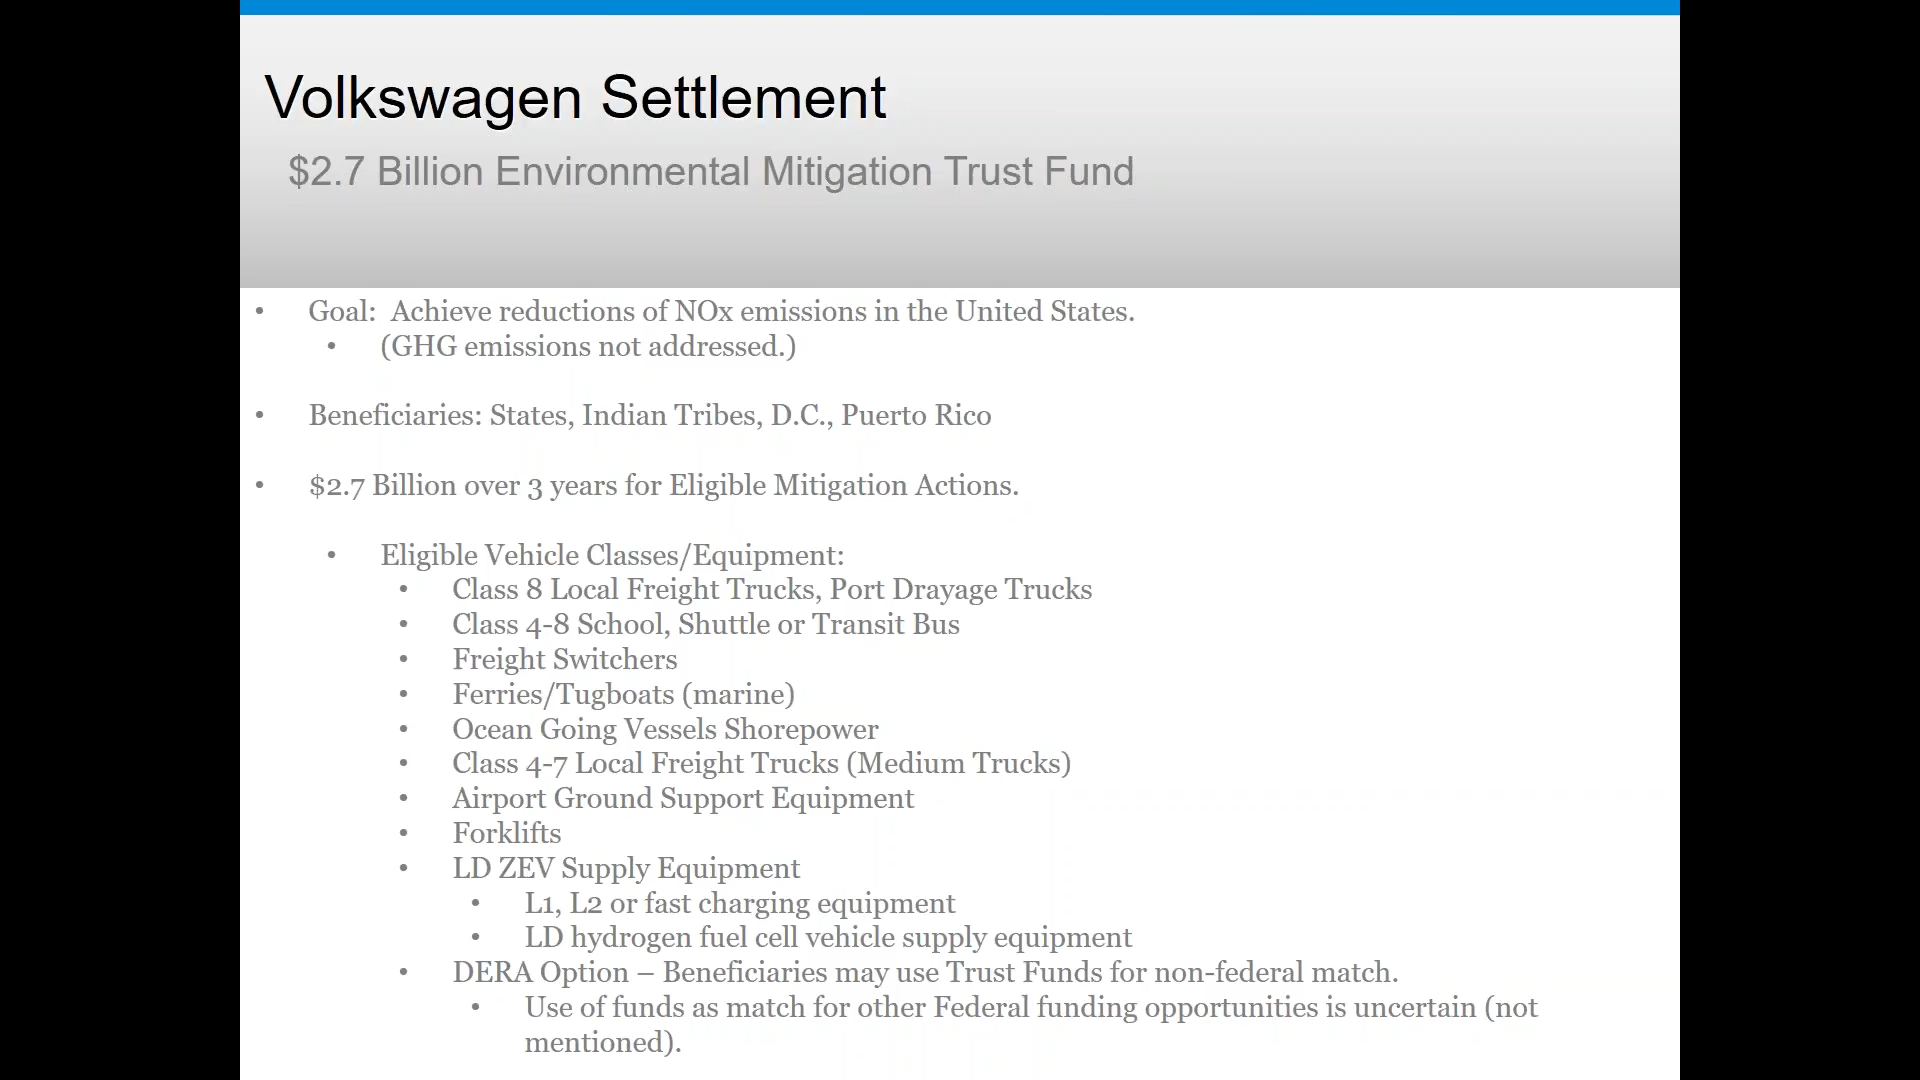 Volkswagen Settlement
$2.7 Billion Environmental Mitigation Trust Fund
• Goal: Achieve reductions of NOx emissions in the United States.
• (GHG emissions not addressed.)
• Beneficiaries: States, Indian Tribes, D.C., Puerto Rico
• $2.7 Billion over 3 years for Eligible Mitigation Actions.
• Eligible Vehicle Classes/Equipment:
• Class 8 Local Freight Trucks, Port Drayage Trucks
• Class 4-8 School, Shuttle or Transit Bus
• Freight Switchers
• Ferries/Tugboats (marine)
• Ocean Going Vessels Shorepower
• Class 4-7 Local Freight Trucks (Medium Trucks)
• Airport Ground Support Equipment
• Forklifts
• LD ZEV Supply Equipment
• L1, L2 or fast charging equipment
• LD hydrogen fuel cell vehicle supply equipment
• DERA Option – Beneficiaries may use Trust Funds for non-federal match.
• Use of funds as match for other Federal funding opportunities is uncertain (not
mentioned).